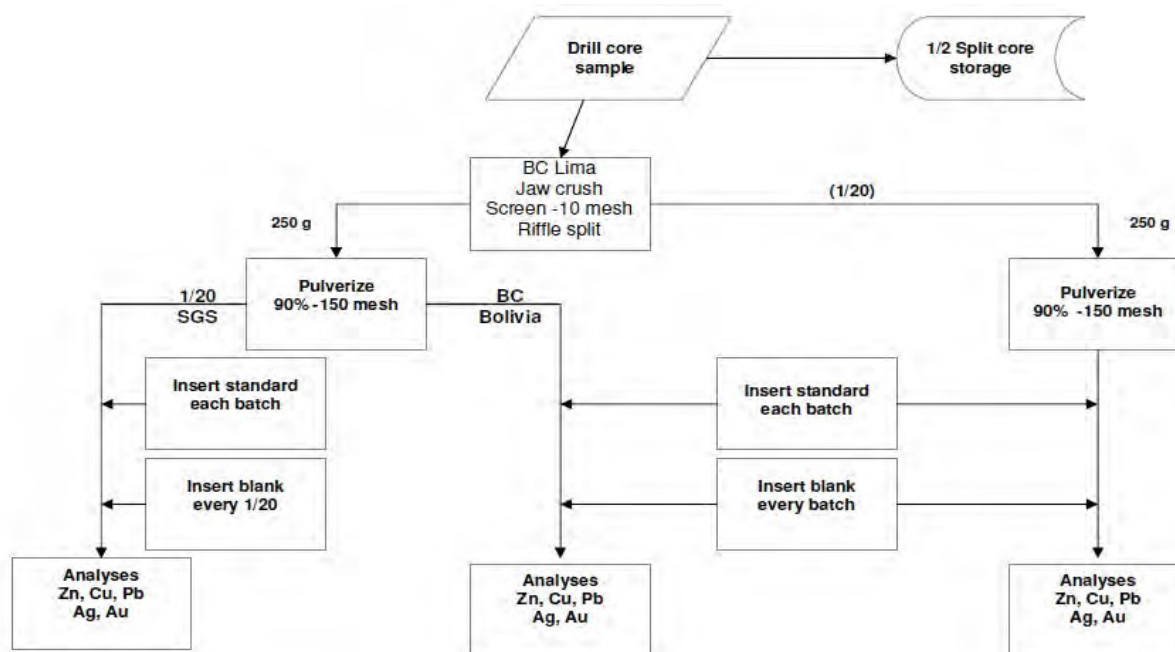 Drill core
sample
1/2 Split core
storage
BC Lima
Jaw crush
Screen -10 mesh
Riffle split
(1/20)
250 g
250 g
Pulverize
90% -150 mesh
1/20
SGS
BC
Bolivia
Pulverize
90% -150 mesh
Insert standard
each batch
Insert standard
each batch
Insert blank
every 1/20
Insert blank
every batch
Analyses
Zn, Cu, Pb
Ag, Au
Analyses
Zn, Cu, Pb
Ag, Au
Analyses
Zn, Cu, Pb
Ag, Au